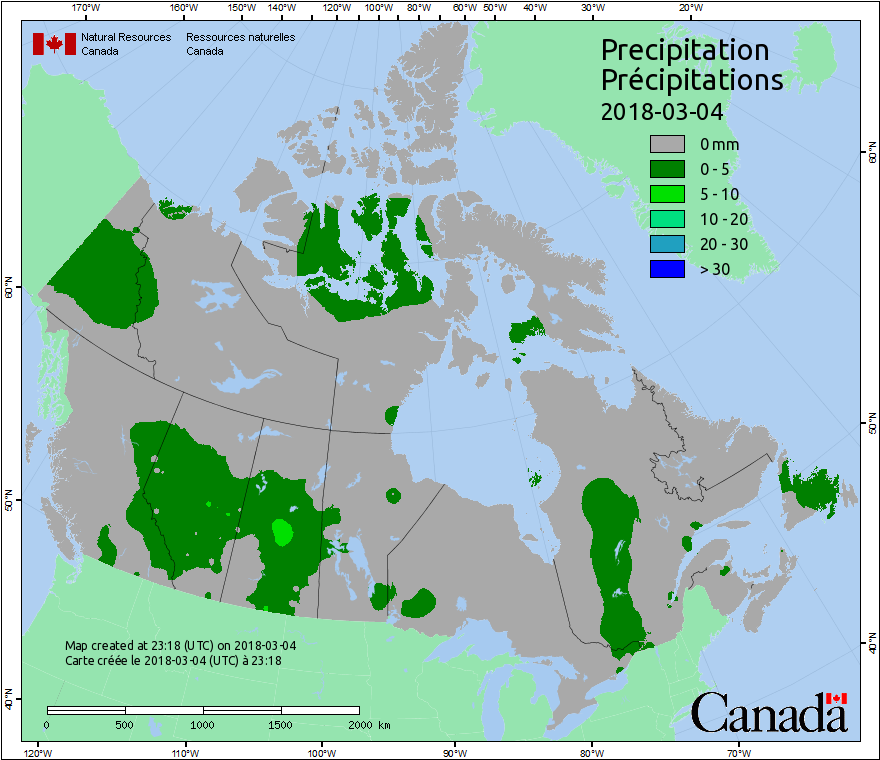 170°W 160°W 150°W 140°W 120°W 100°W 80°W 60°W 50°W 40°W 30°W 20°W
Natural Resources Ressources naturelles
Canada Canada
Precipitation
Précipitations
2018-03-04
0 mm
0 - 5
5 - 10
10 - 20
20 - 30
> 30
60°N 60°N
50°N 50°N
40°N 40°N
Map created at 23:18 (UTC) on 2018-03-04
Carte créée le 2018-03-04 (UTC) à 23:18
0 500 1000 1500 2000 km
Canada
120°W 110°W 100°W 90°W 80°W 70°W